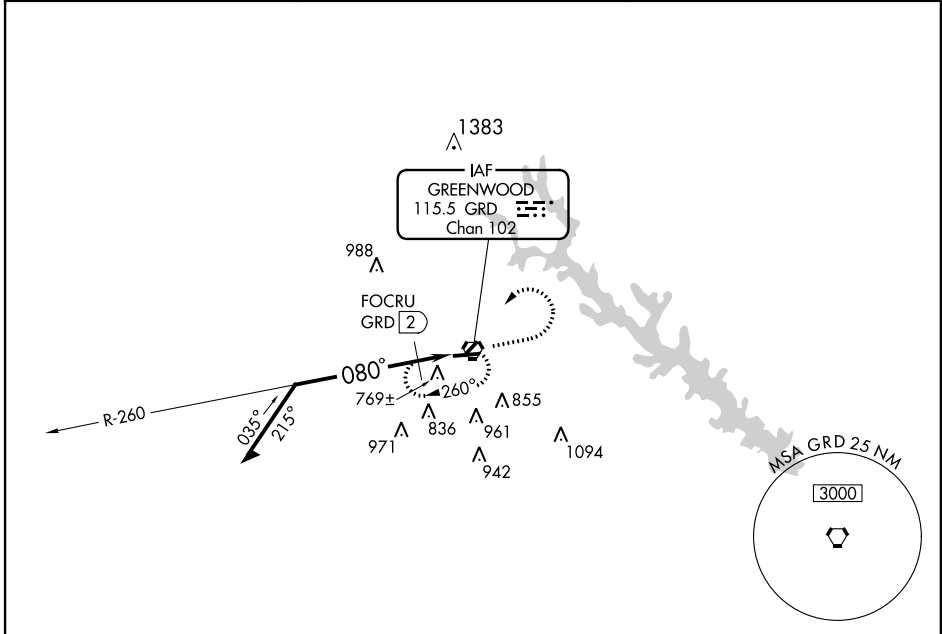 1383
IAF
GREENWOOD
115.5 GRD
Chan 102
988
FOCRU
GRD 2
080°
R-260
035°
215°
769±
260°
855
836
961
971
942
1094
MSA GRD 25 NM
3000